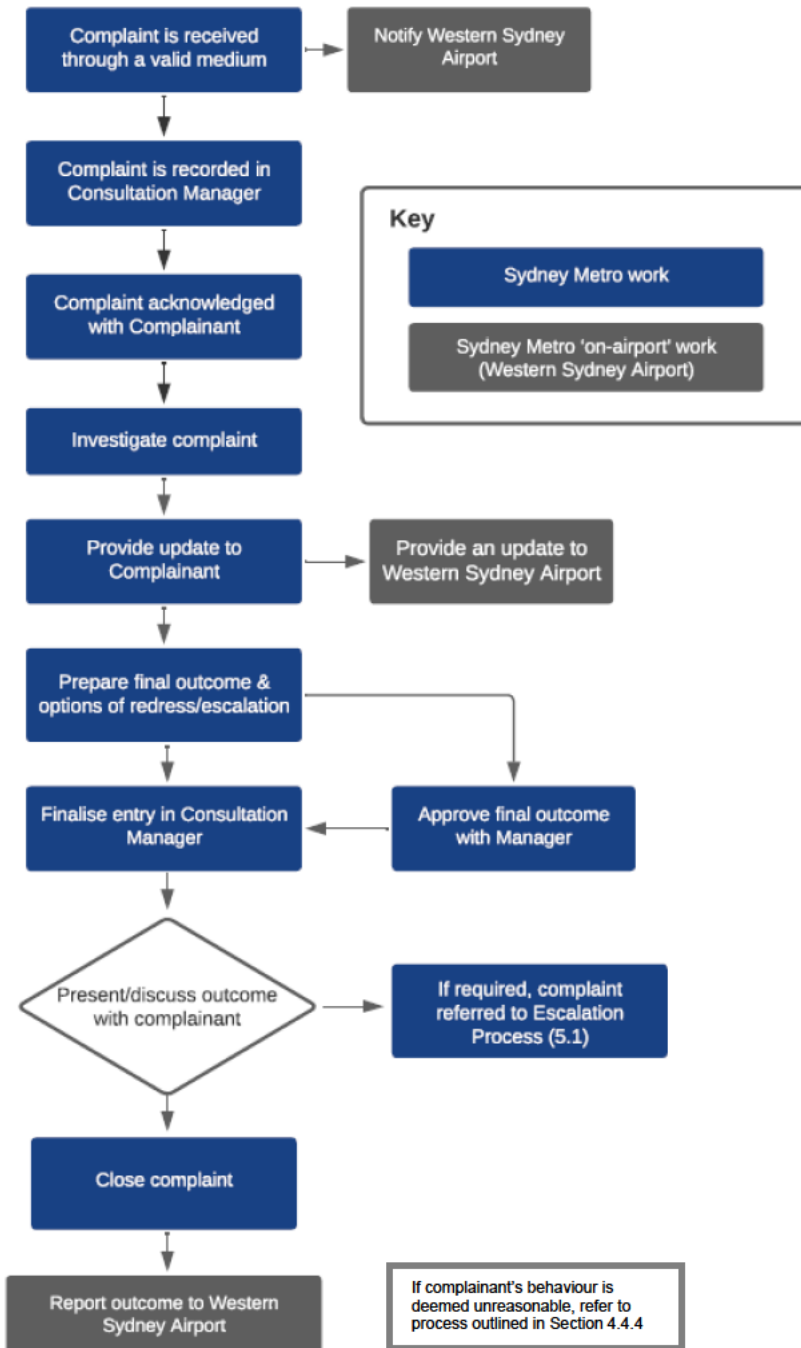 Complaint is received
through a valid medium
Notify Western Sydney
Airport
Complaint is recorded in
Consultation Manager
Key
Sydney Metro work
Sydney Metro 'on-airport' work
(Western Sydney Airport)
Complaint acknowledged
with Complainant
Investigate complaint
Provide update to
Complainant
Provide an update to
Western Sydney Airport
Prepare final outcome &
options of redress/escalation
Finalise entry in Consultation
Manager
Approve final outcome
with Manager
Present/discuss outcome
with complainant
If required, complaint
referred to Escalation
Process (5.1)
Close complaint
Report outcome to Western
Sydney Airport
If complainant's behaviour is
deemed unreasonable, refer to
process outlined in Section 4.4.4